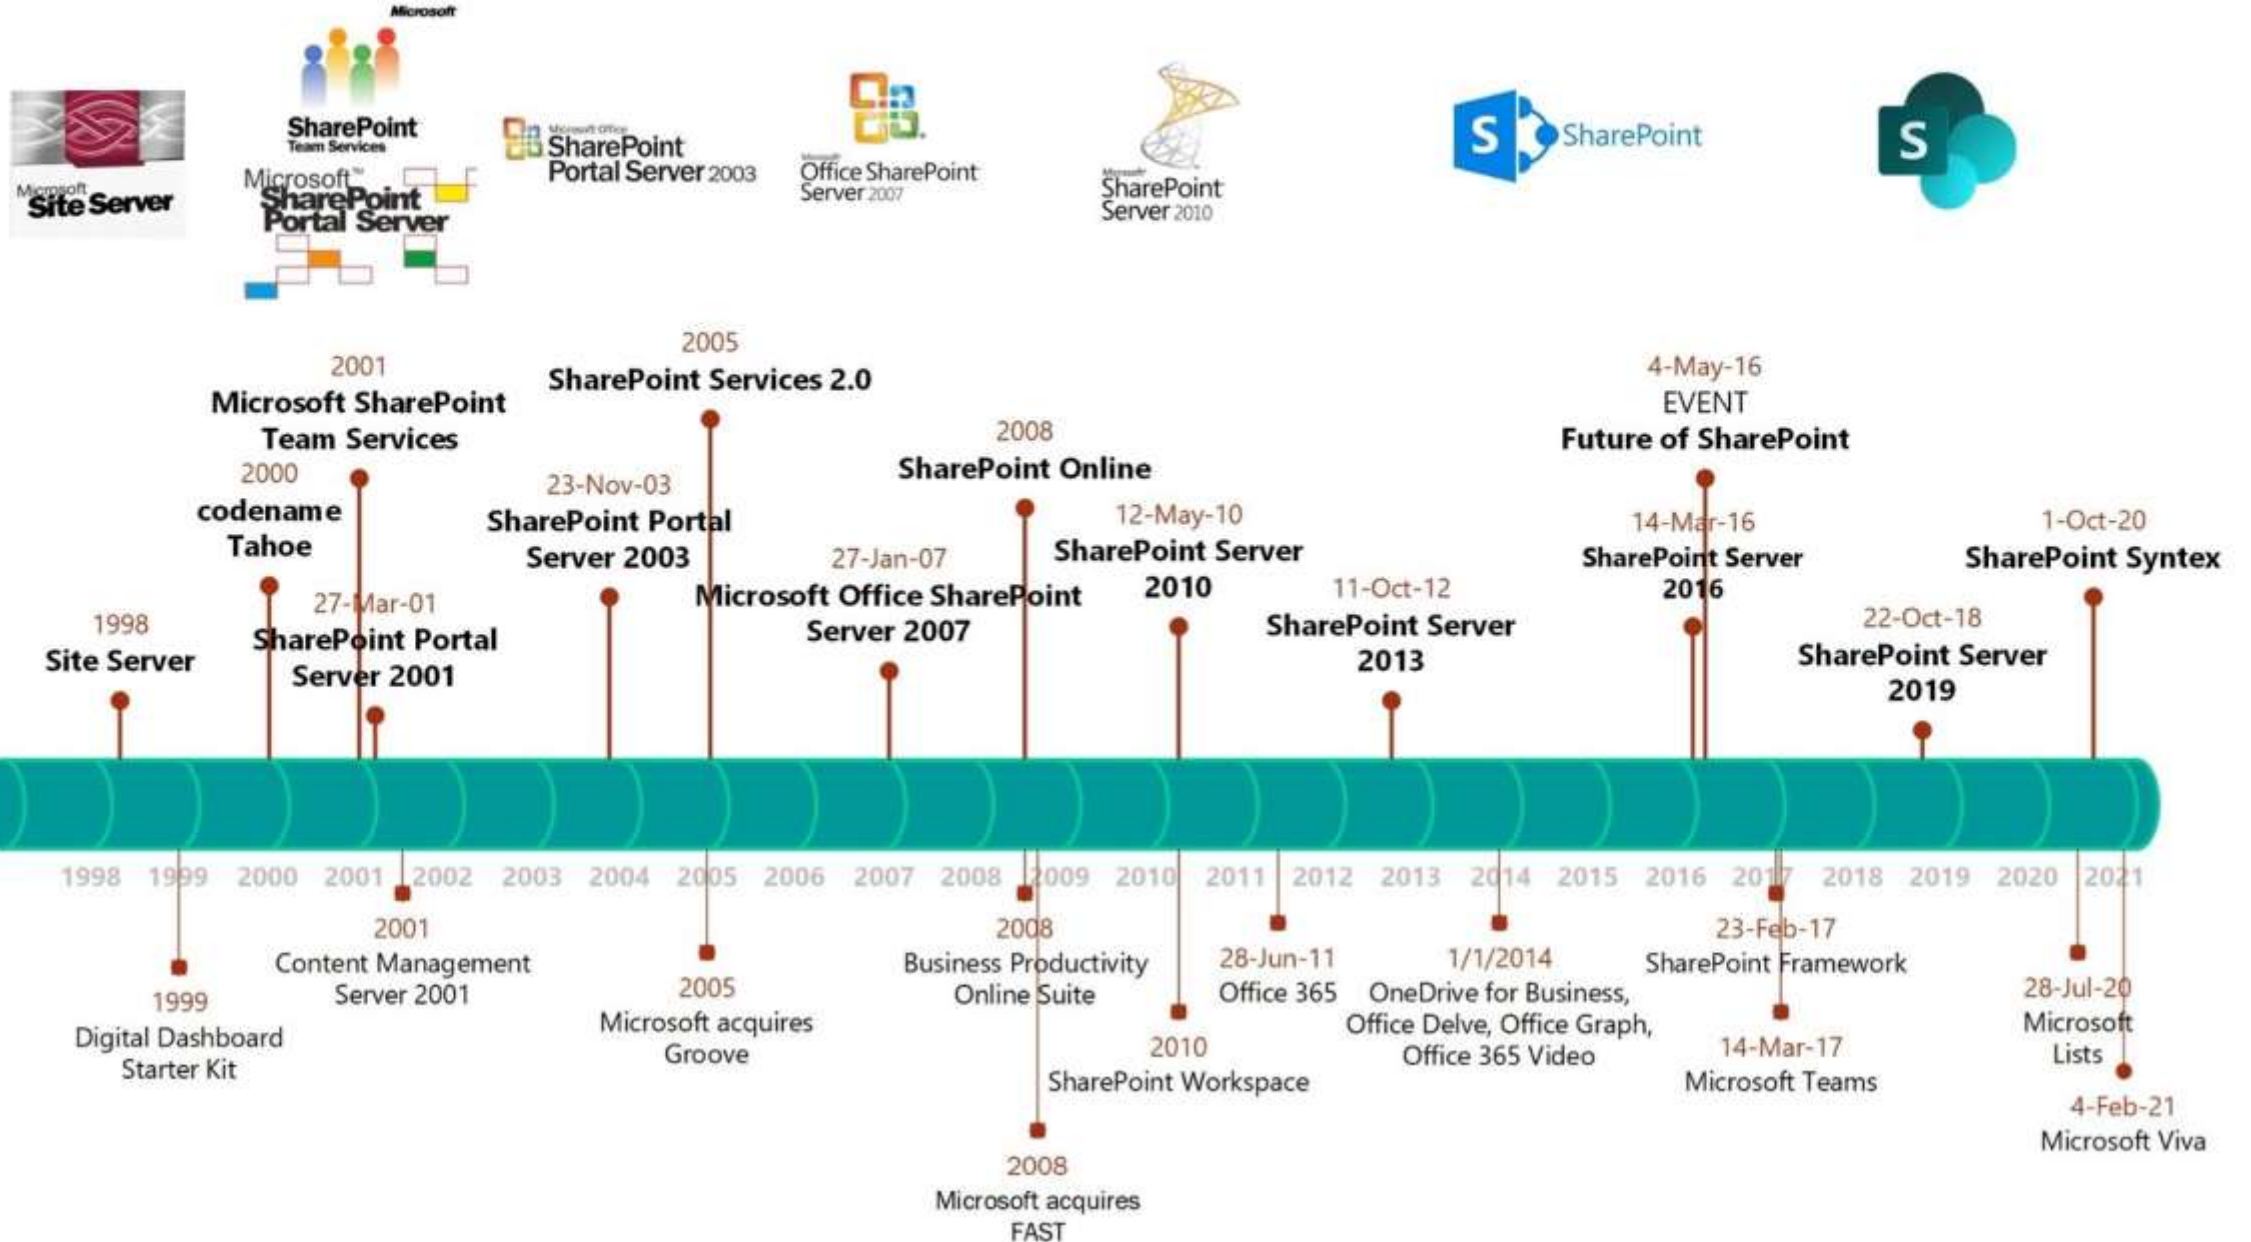 Microsoft
Site Server
Microsoft
SharePoint
Team Services
Microsoft™
SharePoint
Portal Server
Microsoft Office
SharePoint
Portal Server 2003
Microsoft
Office SharePoint
Server 2007
Microsoft
SharePoint
Server 2010
S
SharePoint
S
1998
Site Server
2000
codename
Tahoe
2001
Microsoft SharePoint
Team Services
27-Mar-01
SharePoint Portal
Server 2001
23-Nov-03
SharePoint Portal
Server 2003
2005
SharePoint Services 2.0
27-Jan-07
Microsoft Office SharePoint
Server 2007
2008
SharePoint Online
12-May-10
SharePoint Server
2010
11-Oct-12
SharePoint Server
2013
4-May-16
EVENT
Future of SharePoint
14-Mar-16
SharePoint Server
2016
22-Oct-18
SharePoint Server
2019
1-Oct-20
SharePoint Syntex
1998 1999 2000 2001 2002 2003 2004 2005 2006 2007 2008 2009 2010 2011 2012 2013 2014 2015 2016 2017 2018 2019 2020 2021
1999
Digital Dashboard
Starter Kit
2001
Content Management
Server 2001
2005
Microsoft acquires
Groove
2008
Business Productivity
Online Suite
2008
Microsoft acquires
FAST
2010
SharePoint Workspace
28-Jun-11
Office 365
1/1/2014
OneDrive for Business,
Office Delve, Office Graph,
Office 365 Video
23-Feb-17
SharePoint Framework
14-Mar-17
Microsoft Teams
28-Jul-20
Microsoft
Lists
4-Feb-21
Microsoft Viva